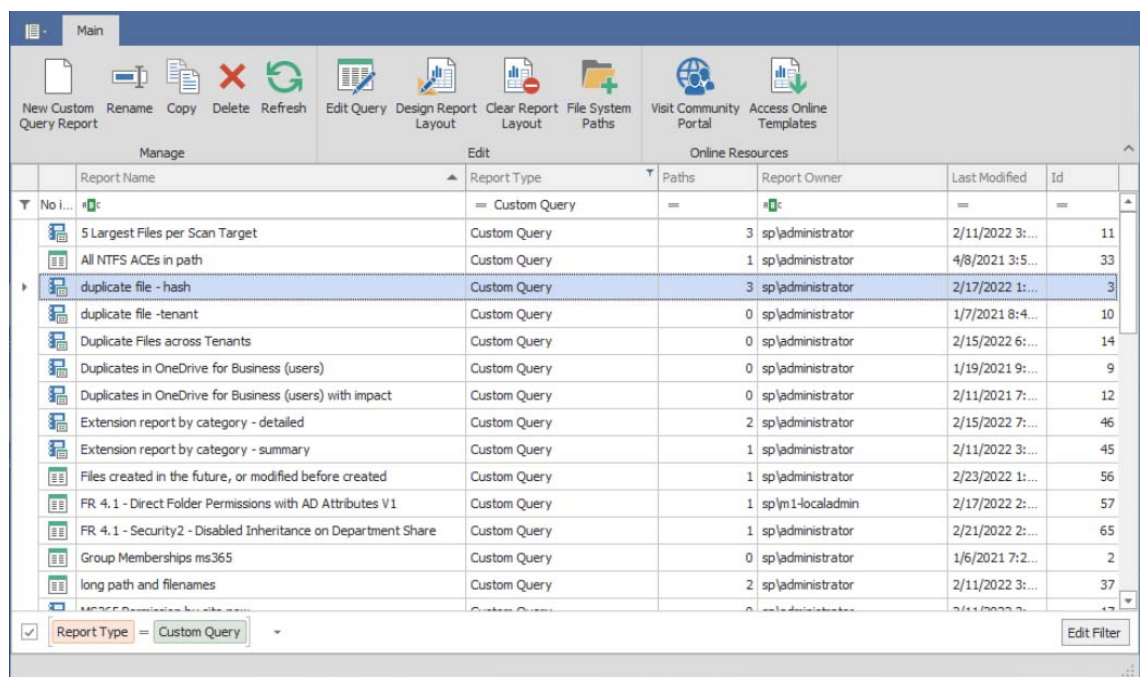 Main
New Custom Query Report
Rename
Copy
Delete
Refresh
Edit Query
Design Report Layout
Clear Report Layout
File System Paths
Visit Community Portal
Access Online Templates
Manage
Edit
Online Resources
Report Name Report Type Paths Report Owner Last Modified Id
No i... = Custom Query = = =
5 Largest Files per Scan Target Custom Query 3 sp\administrator 2/11/2022 3:... 11
All NTFS ACEs in path Custom Query 1 sp\administrator 4/8/2021 3:5... 33
duplicate file - hash Custom Query 3 sp\administrator 2/17/2022 1:... 3
duplicate file -tenant Custom Query 0 sp\administrator 1/7/2021 8:4... 10
Duplicate Files across Tenants Custom Query 0 sp\administrator 2/15/2022 6:... 14
Duplicates in OneDrive for Business (users) Custom Query 0 sp\administrator 1/19/2021 9:... 9
Duplicates in OneDrive for Business (users) with impact Custom Query 0 sp\administrator 2/11/2021 7:... 12
Extension report by category - detailed Custom Query 2 sp\administrator 2/15/2022 7:... 46
Extension report by category - summary Custom Query 1 sp\administrator 2/11/2022 3:... 45
Files created in the future, or modified before created Custom Query 1 sp\administrator 2/23/2022 1:... 56
FR 4.1 - Direct Folder Permissions with AD Attributes V1 Custom Query 1 sp\m1-localadmin 2/17/2022 2:... 57
FR 4.1 - Security2 - Disabled Inheritance on Department Share Custom Query 1 sp\administrator 2/21/2022 2:... 65
Group Memberships ms365 Custom Query 0 sp\administrator 1/6/2021 7:2... 2
long path and filenames Custom Query 2 sp\administrator 2/11/2022 3:... 37
Report Type = Custom Query Edit Filter